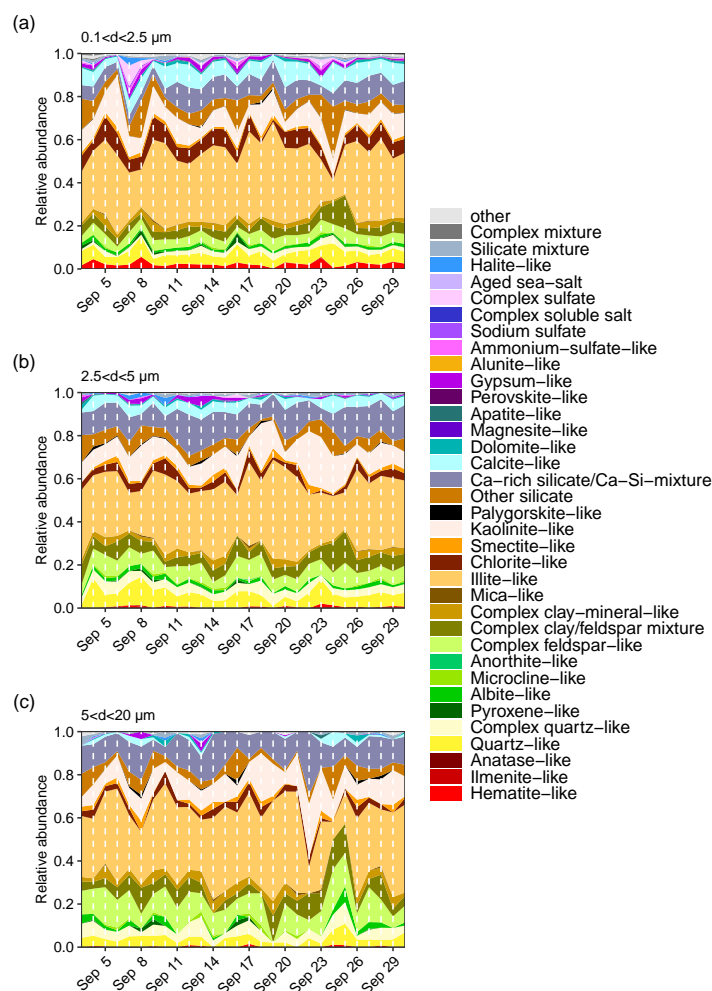 (a)
0.1<d<2.5 µm
1.0
0.8
0.6
0.4
0.2
0.0
Relative abundance
Sep 5
Sep 8
Sep 11
Sep 14
Sep 17
Sep 20
Sep 23
Sep 26
Sep 29
(b)
2.5<d<5 µm
1.0
0.8
0.6
0.4
0.2
0.0
Relative abundance
Sep 5
Sep 8
Sep 11
Sep 14
Sep 17
Sep 20
Sep 23
Sep 26
Sep 29
(c)
5<d<20 µm
1.0
0.8
0.6
0.4
0.2
0.0
Relative abundance
Sep 5
Sep 8
Sep 11
Sep 14
Sep 17
Sep 20
Sep 23
Sep 26
Sep 29
other
Complex mixture
Silicate mixture
Halite−like
Aged sea−salt
Complex sulfate
Complex soluble salt
Sodium sulfate
Ammonium−sulfate−like
Alunite−like
Gypsum−like
Perovskite−like
Apatite−like
Magnesite−like
Dolomite−like
Calcite−like
Ca−rich silicate/Ca−Si−mixture
Other silicate
Palygorskite−like
Kaolinite−like
Smectite−like
Chlorite−like
Illite−like
Mica−like
Complex clay−mineral−like
Complex clay/feldspar mixture
Complex feldspar−like
Anorthite−like
Microcline−like
Albite−like
Pyroxene−like
Complex quartz−like
Quartz−like
Anatase−like
Ilmenite−like
Hematite−like